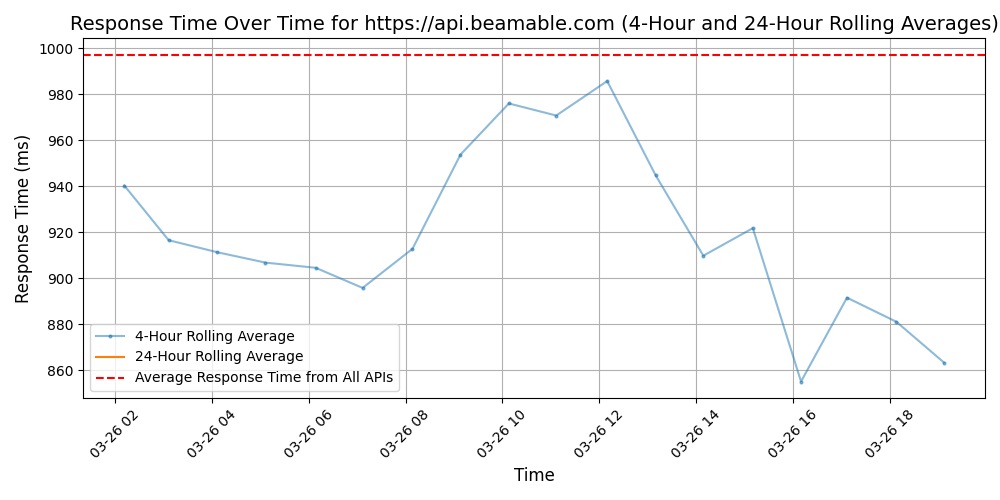 Response Time Over Time for https://api.beamable.com (4-Hour and 24-Hour Rolling Averages)
Response Time (ms)
1000
980
960
940
920
900
880
860
4-Hour Rolling Average
24-Hour Rolling Average
Average Response Time from All APIs
03-26 02
03-26 04
03-26 06
03-26 08
03-26 10
03-26 12
03-26 14
03-26 16
03-26 18
Time